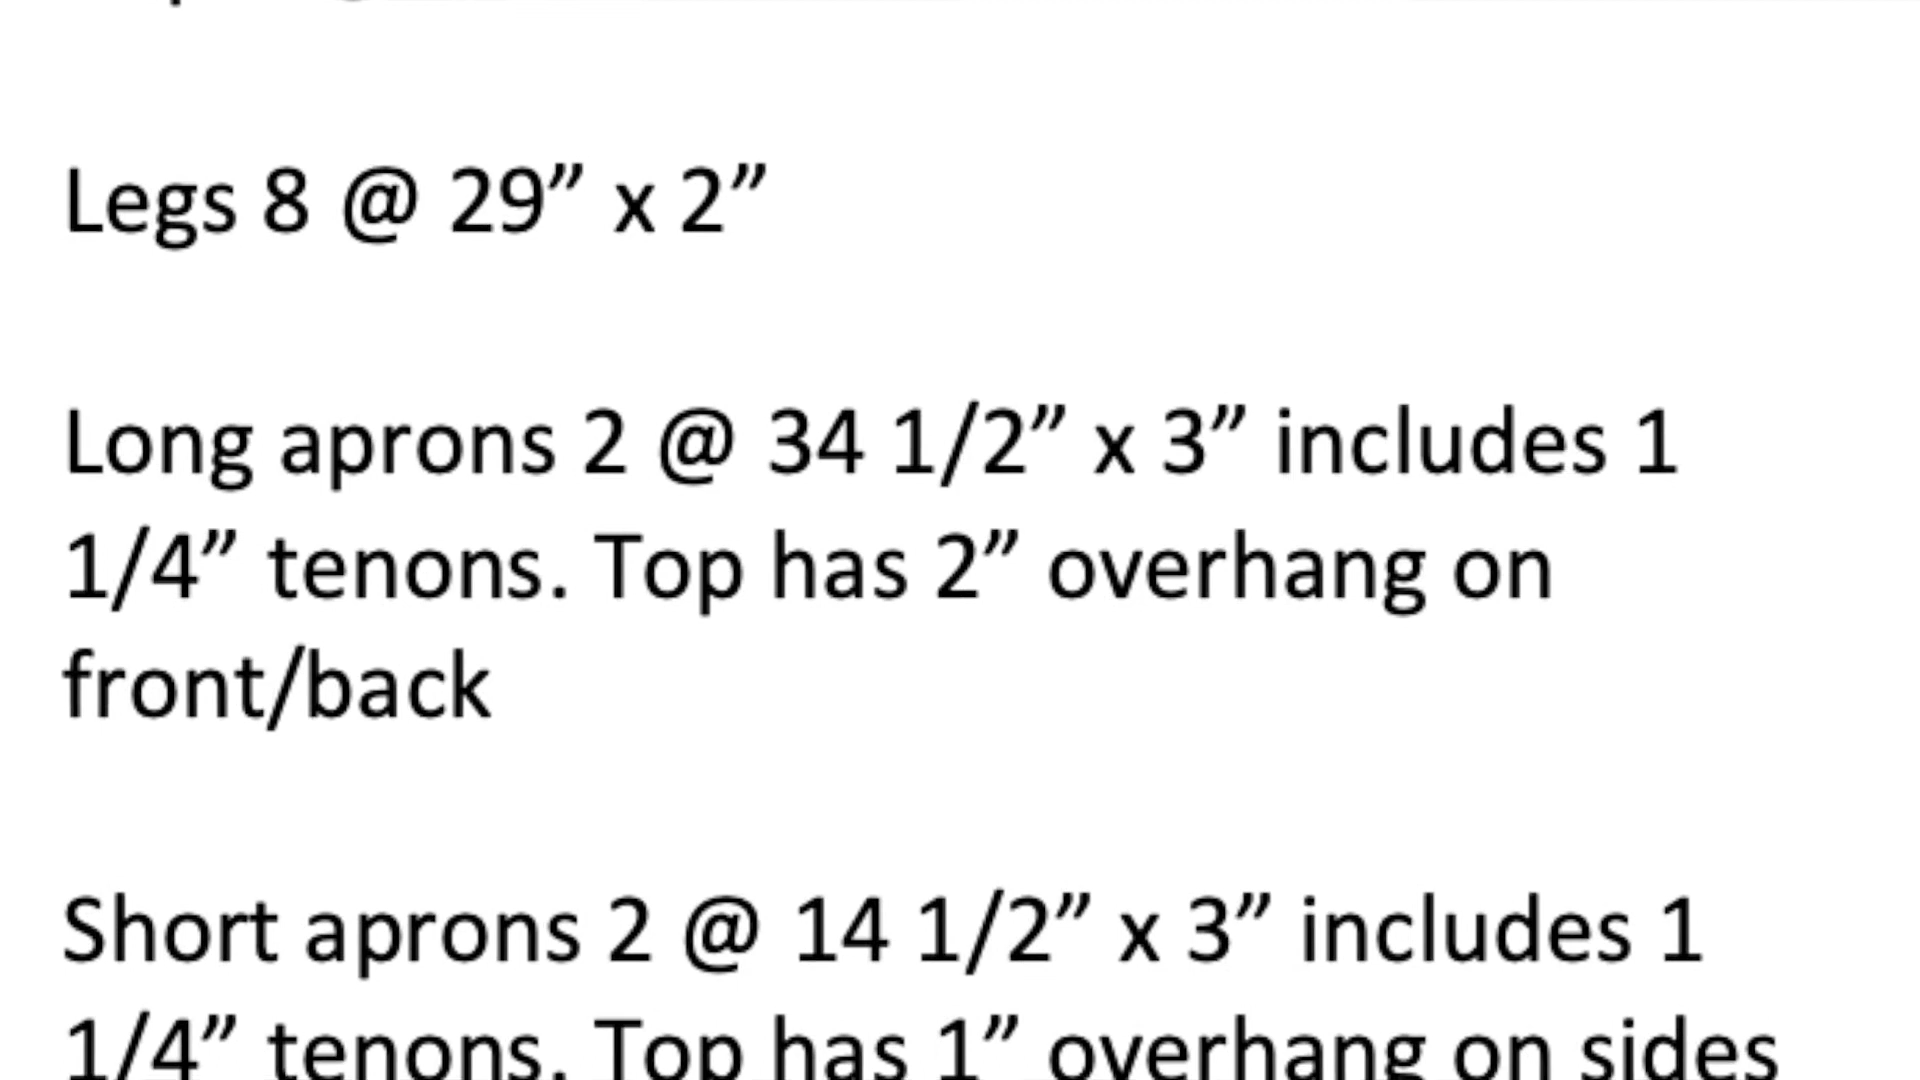 Legs 8 @ 29” x 2”
Long aprons 2 @ 34 1/2” x 3” includes 1
1/4” tenons. Top has 2” overhang on
front/back
Short aprons 2 @ 14 1/2” x 3” includes 1
1/4” tenons. Top has 1” overhang on sides